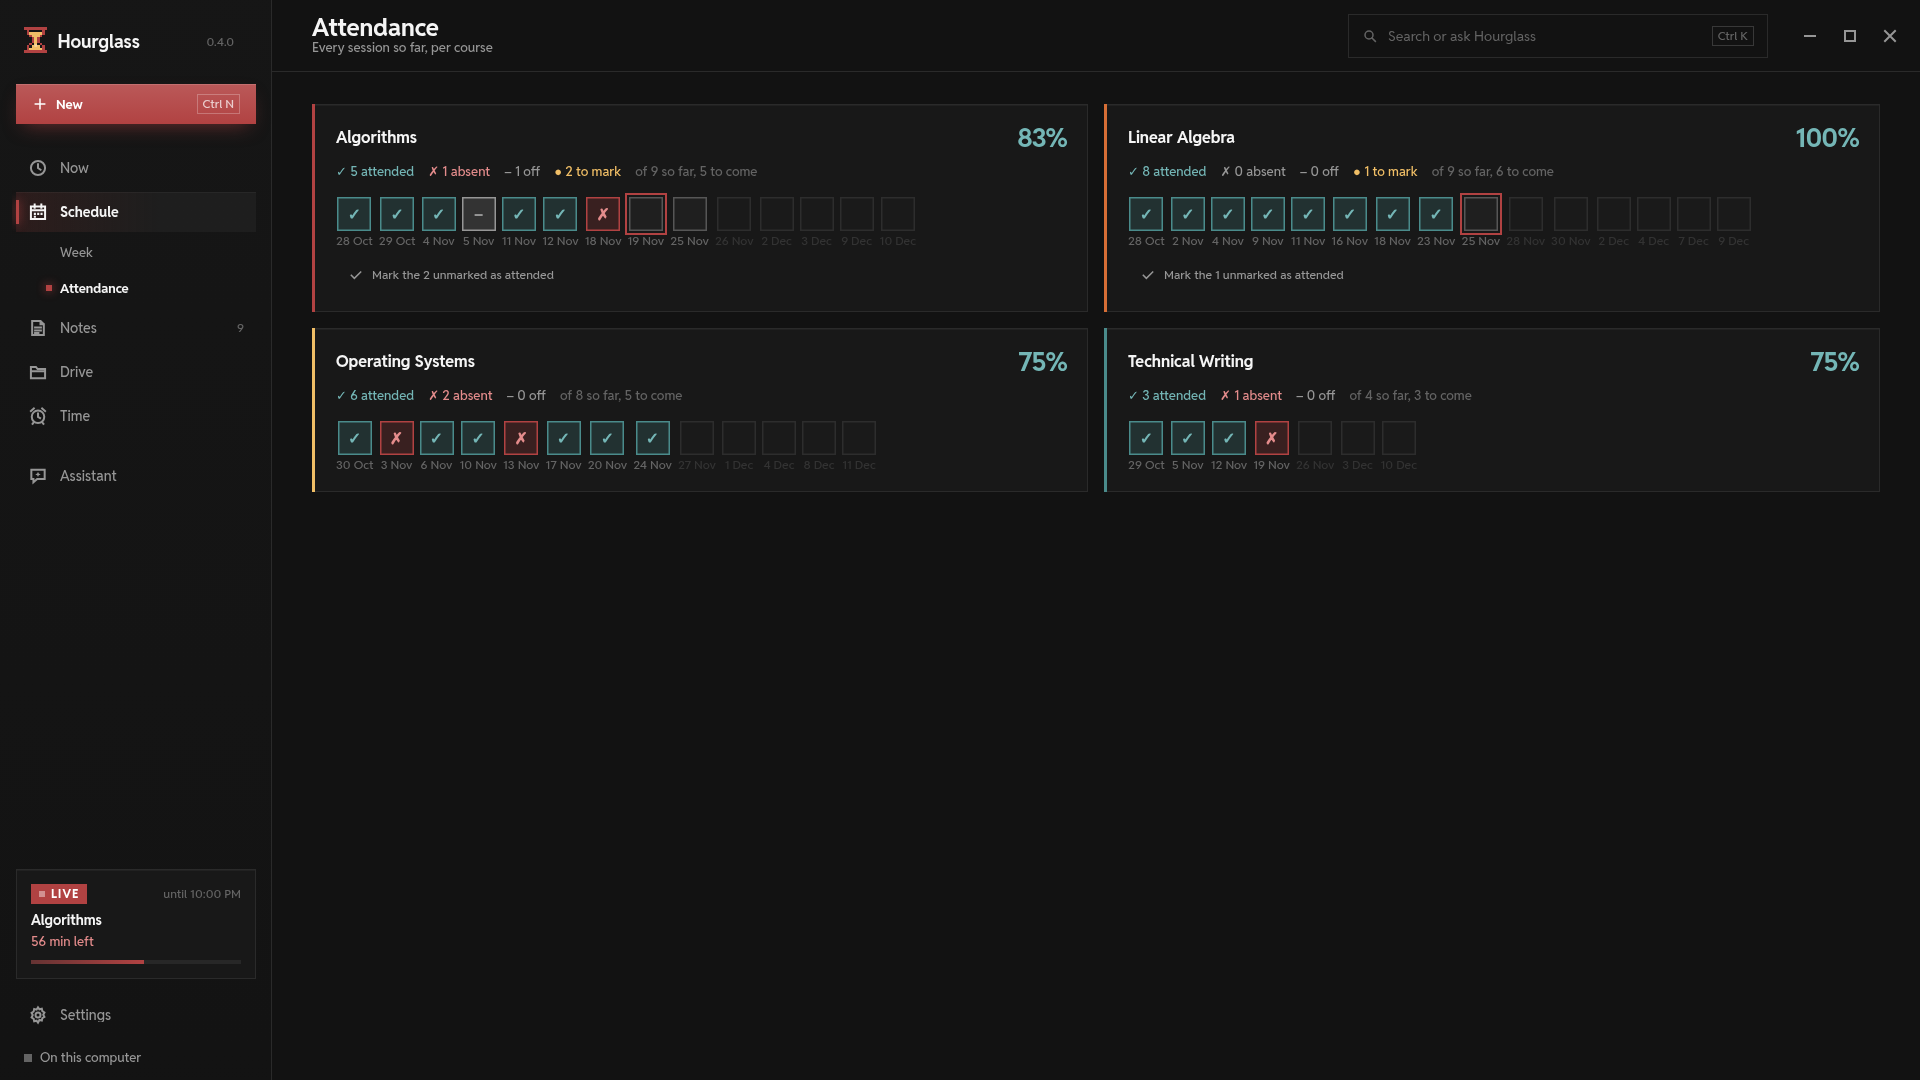 Hourglass
0.4.0
New
Ctrl N
Now
Schedule
Week
Attendance
Notes
9
Drive
Time
Assistant
LIVE
until 10:00 PM
Algorithms
56 min left
Settings
On this computer
Attendance
Every session so far, per course
Search or ask Hourglass
Ctrl K
Algorithms
83%
✓ 5 attended ✗ 1 absent – 1 off ● 2 to mark of 9 so far, 5 to come
✓ ✓ ✓ – ✓ ✓ ✗
28 Oct 29 Oct 4 Nov 5 Nov 11 Nov 12 Nov 18 Nov 19 Nov 25 Nov 26 Nov 2 Dec 3 Dec 9 Dec 10 Dec
Mark the 2 unmarked as attended
Linear Algebra
100%
✓ 8 attended ✗ 0 absent – 0 off ● 1 to mark of 9 so far, 6 to come
✓ ✓ ✓ ✓ ✓ ✓ ✓ ✓
28 Oct 2 Nov 4 Nov 9 Nov 11 Nov 16 Nov 18 Nov 23 Nov 25 Nov 28 Nov 30 Nov 2 Dec 4 Dec 7 Dec 9 Dec
Mark the 1 unmarked as attended
Operating Systems
75%
✓ 6 attended ✗ 2 absent – 0 off of 8 so far, 5 to come
✓ ✗ ✓ ✓ ✗ ✓ ✓ ✓
30 Oct 3 Nov 6 Nov 10 Nov 13 Nov 17 Nov 20 Nov 24 Nov 27 Nov 1 Dec 4 Dec 8 Dec 11 Dec
Technical Writing
75%
✓ 3 attended ✗ 1 absent – 0 off of 4 so far, 3 to come
✓ ✓ ✓ ✗
29 Oct 5 Nov 12 Nov 19 Nov 26 Nov 3 Dec 10 Dec